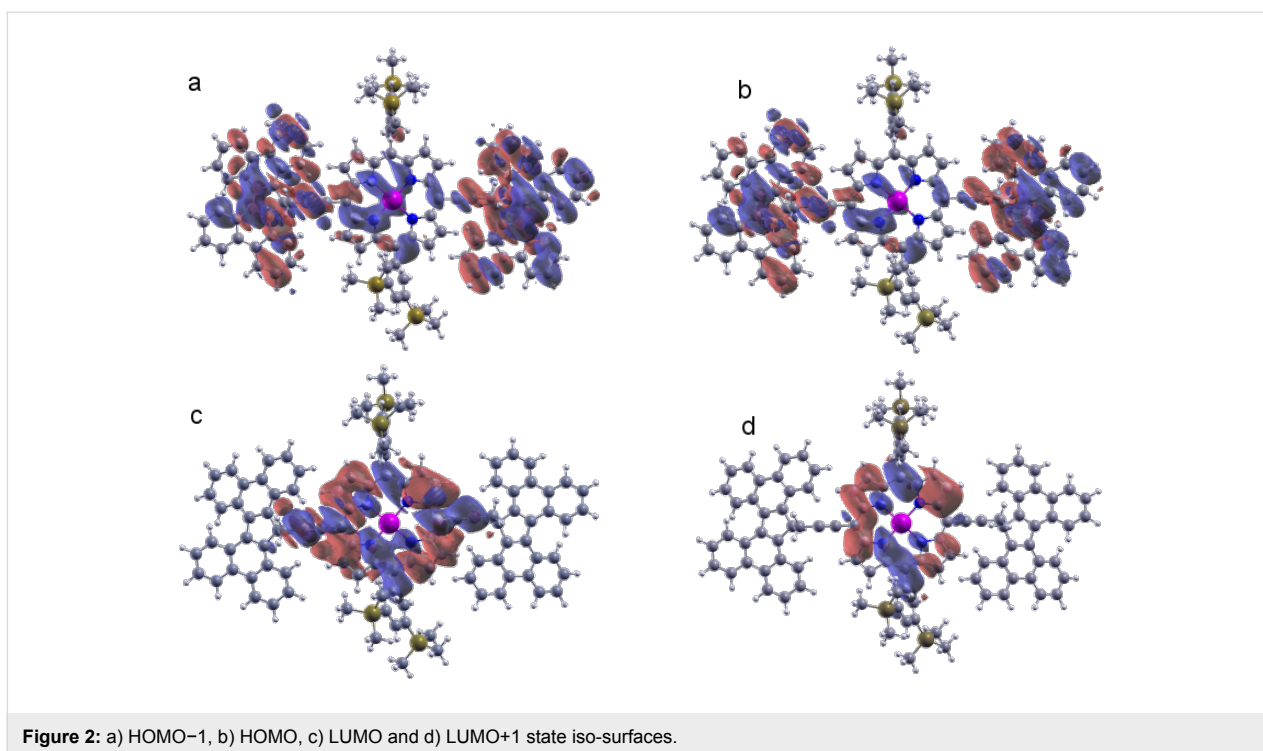 a
b
c
d
Figure 2: a) HOMO−1, b) HOMO, c) LUMO and d) LUMO+1 state iso-surfaces.